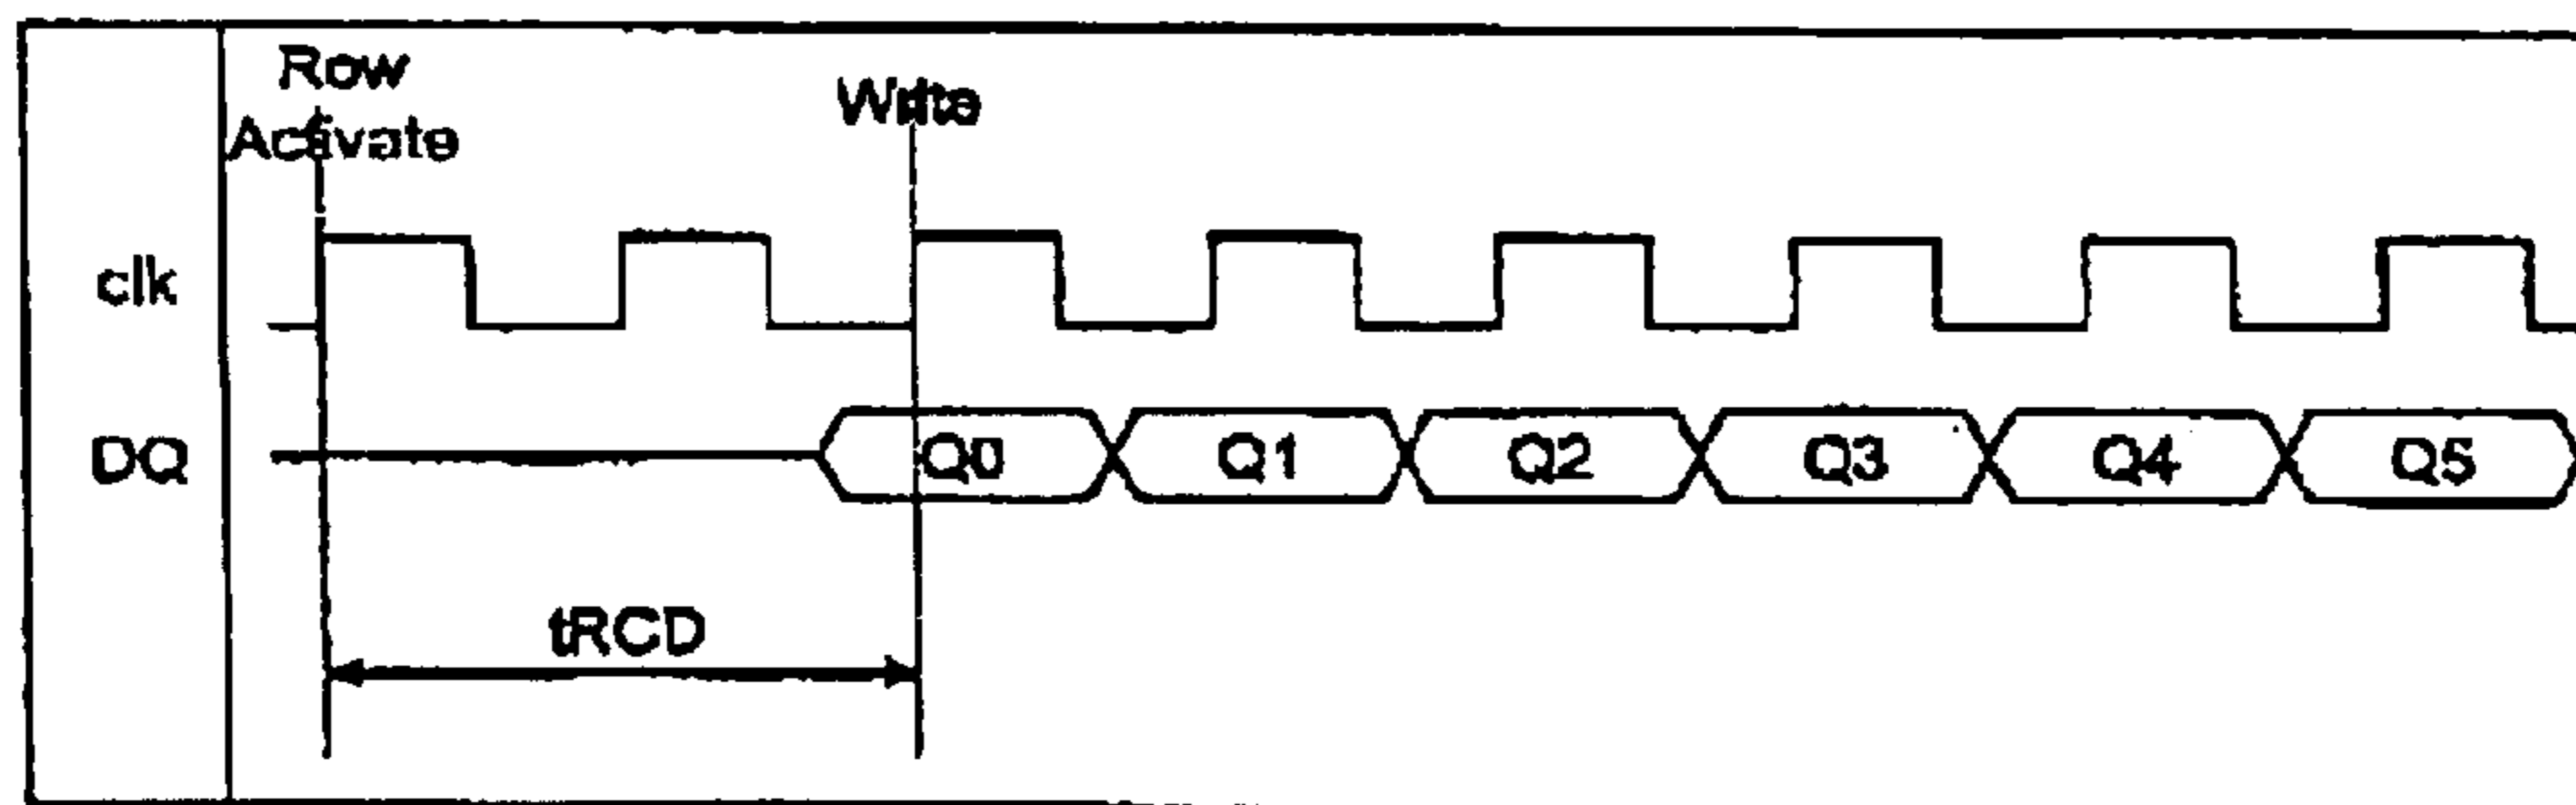 Row
Activate
Write
clk
DQ
Q0
Q1
Q2
Q3
Q4
Q5
tRCD